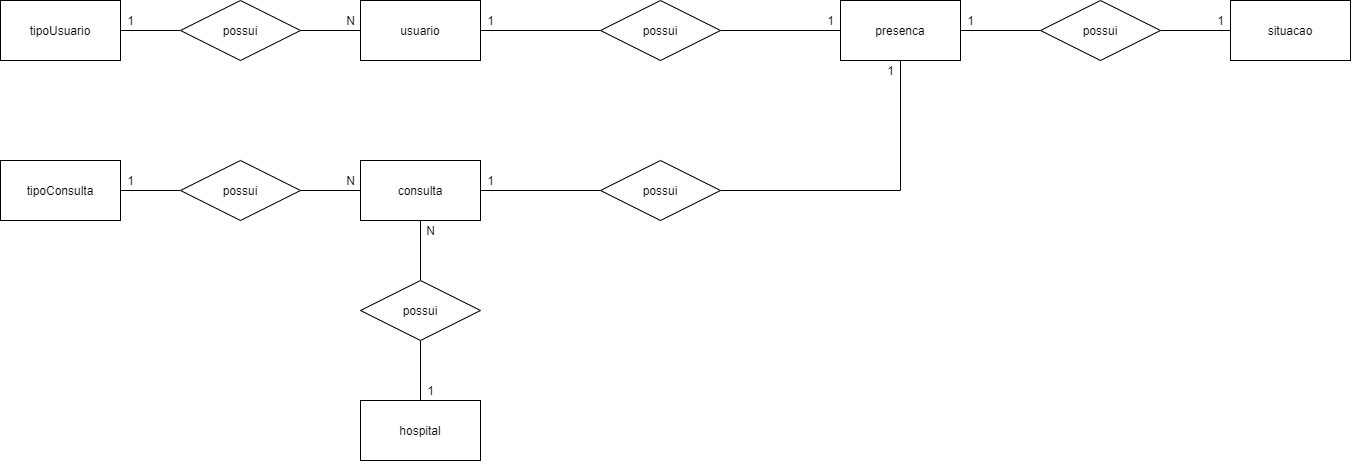 tipoUsuario 1 possui N usuario 1 possui 1 presenca 1 possui 1 situacao
1
tipoConsulta 1 possui N consulta 1 possui
N
possui
1
hospital